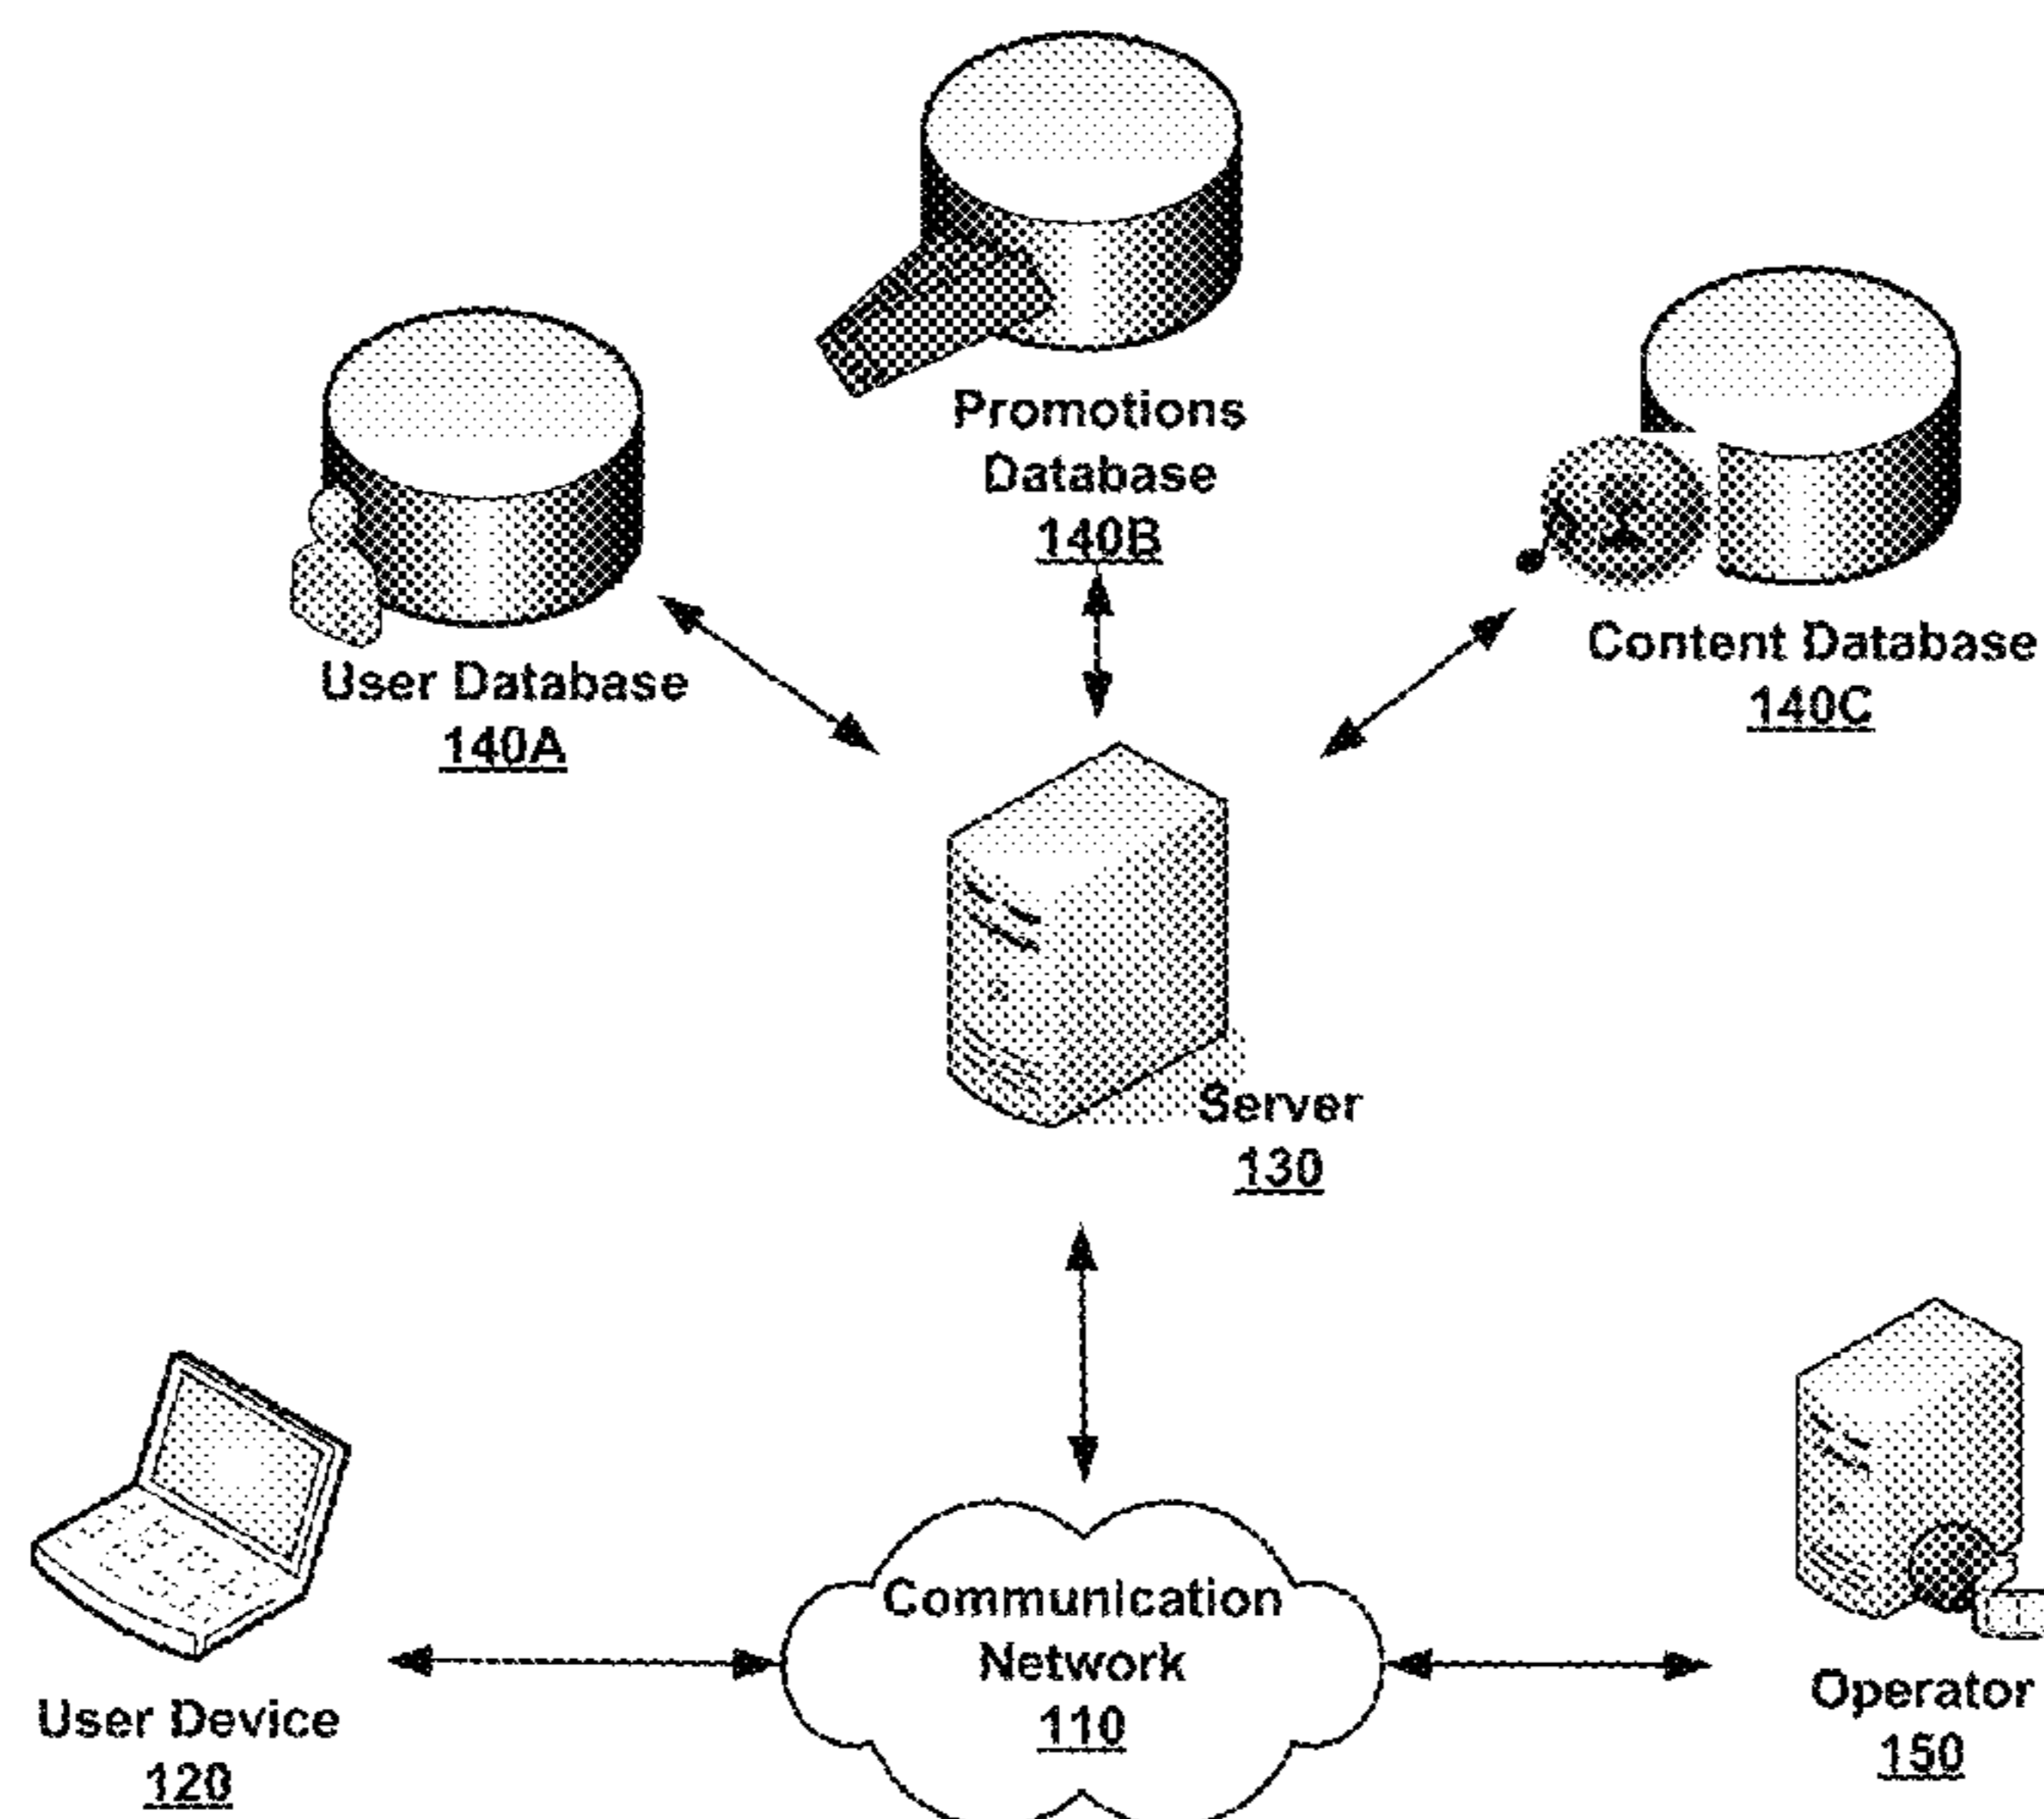 Promotions
Database
140B
User Database
140A
Content Database
140C
Server
130
Communication
Network
110
User Device
120
Operator
150